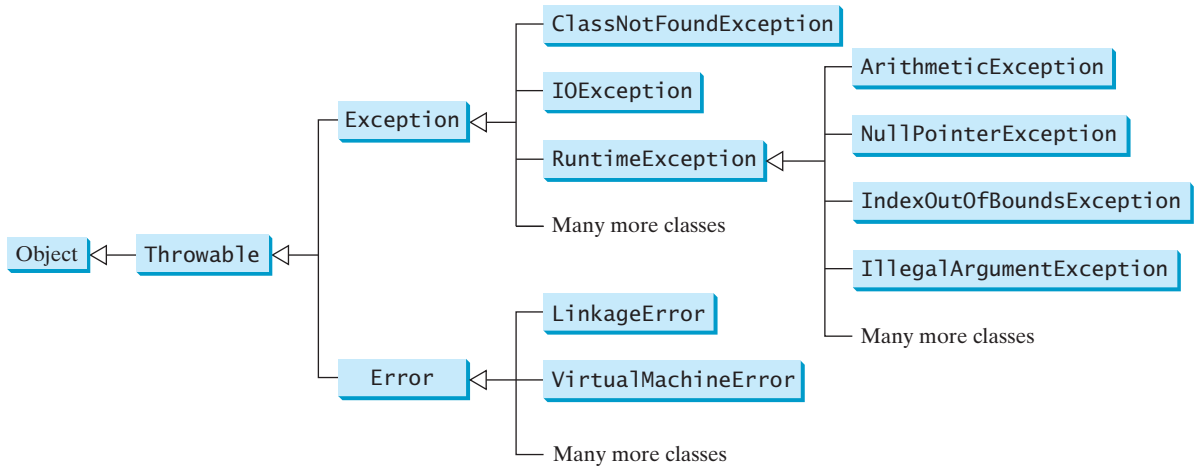 ClassNotFoundException
ArithmeticException
IOException
Exception
NullPointerException
RuntimeException
IndexOutOfBoundsException
Many more classes
Object
Throwable
IllegalArgumentException
LinkageError
Many more classes
Error
VirtualMachineError
Many more classes